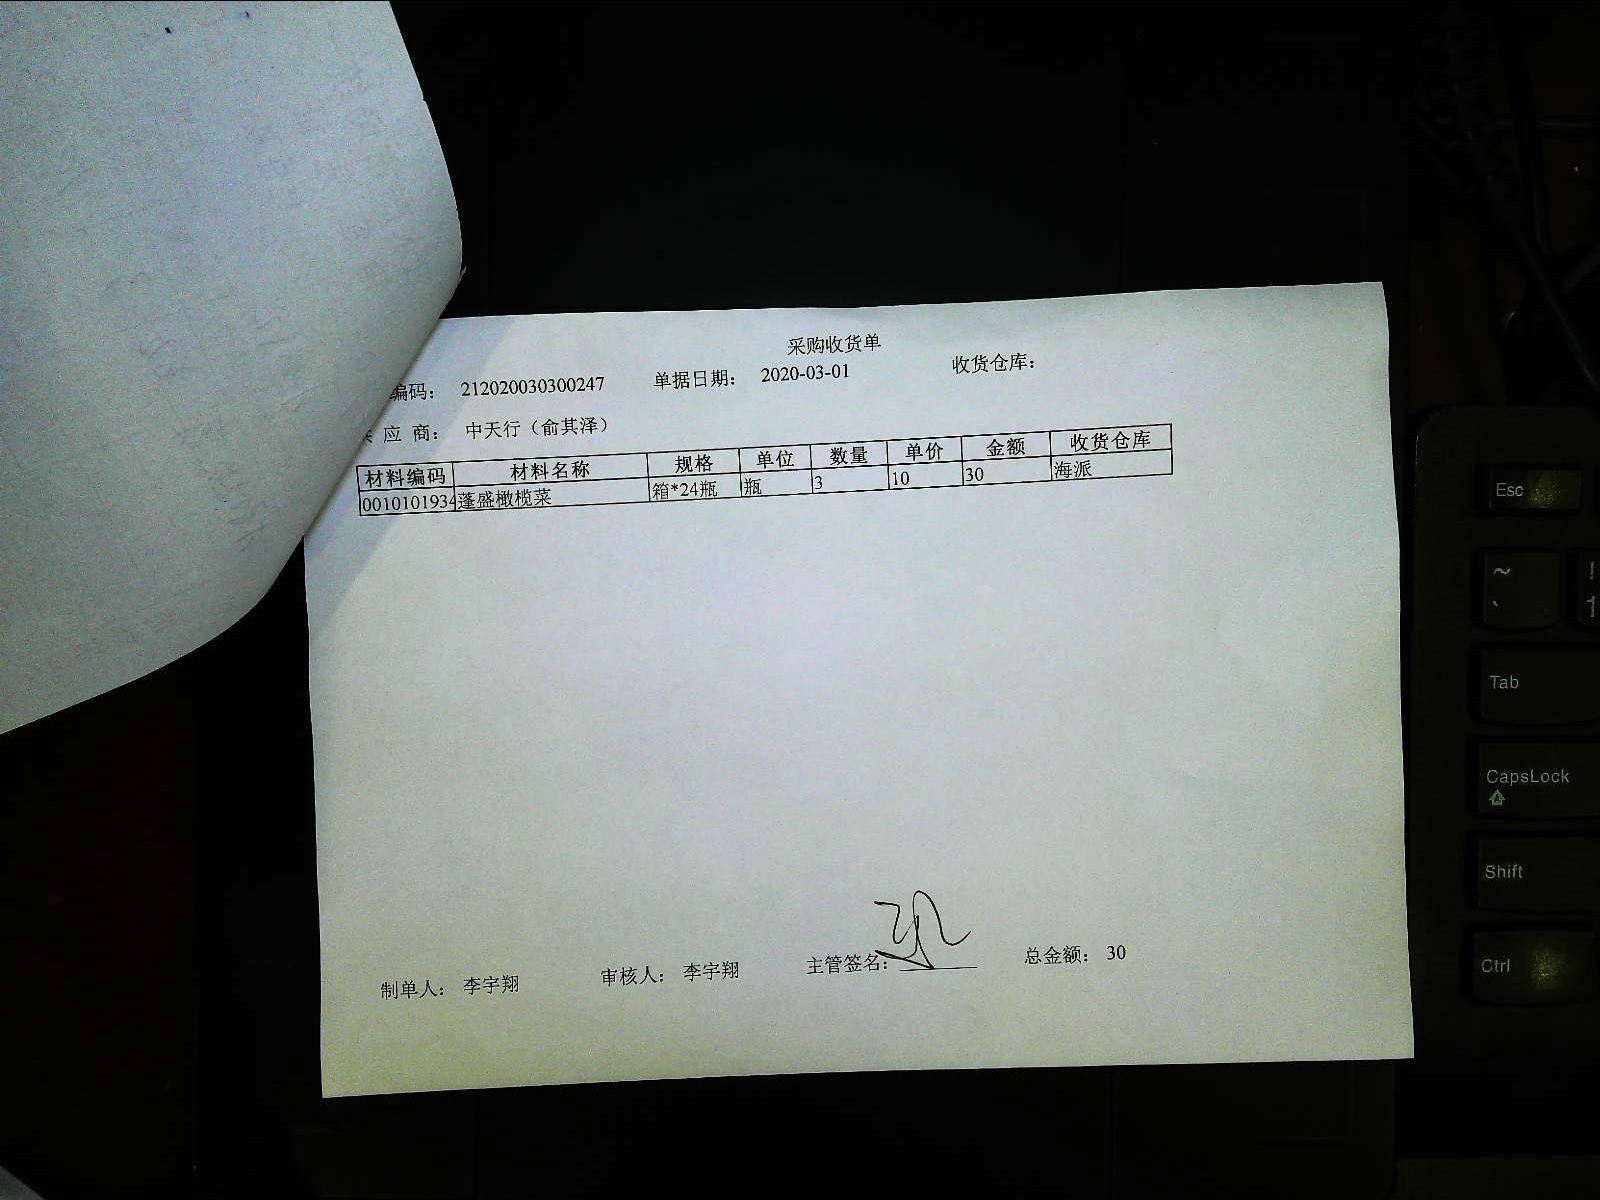 采购收货单
编码： 212020030300247 单据日期： 2020-03-01 收货仓库：
应 商： 中天行（俞其泽）
材料编码 材料名称 规格 单位 数量 单价 金额 收货仓库
0010101934 蓬盛橄榄菜 箱*24瓶 瓶 3 10 30 海派
制单人： 李宇翔 审核人： 李宇翔 主管签名： 总金额： 30
Esc
~
`
!
1
Tab
CapsLock
A
Shift
Ctrl